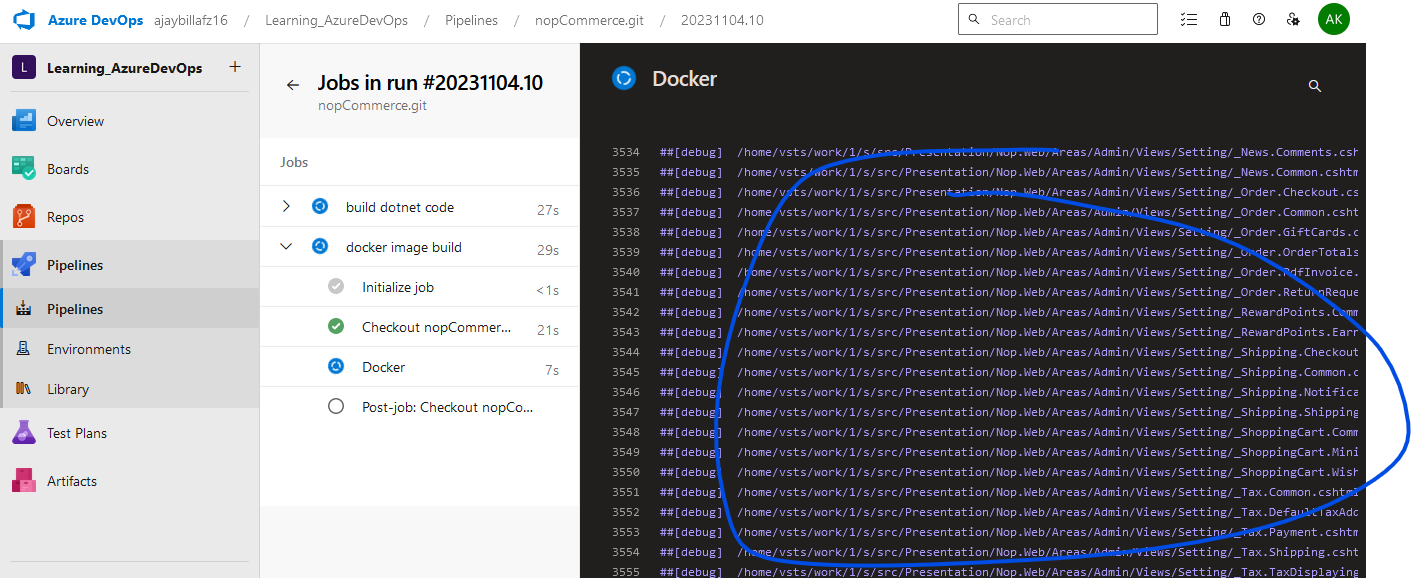 Azure DevOps ajaybillafz16 / Learning_AzureDevOps / Pipelines / nopCommerce.git / 20231104.10
Search
AK
L Learning_AzureDevOps +
Overview
Boards
Repos
Pipelines
Pipelines
Environments
Library
Test Plans
Artifacts
Jobs in run #20231104.10
nopCommerce.git
Jobs
build dotnet code 27s
docker image build 29s
Initialize job <1s
Checkout nopCommer... 21s
Docker 7s
Post-job: Checkout nopCo...
Docker
3534 ##[debug] /home/vsts/work/1/s/src/Presentation/Nop.Web/Areas/Admin/Views/Setting/_News.Comments.csh
3535 ##[debug] /home/vsts/work/1/s/src/Presentation/Nop.Web/Areas/Admin/Views/Setting/_News.Common.cshtm
3536 ##[debug] /home/vsts/work/1/s/src/Presentation/Nop.Web/Areas/Admin/Views/Setting/_Order.Checkout.cs
3537 ##[debug] /home/vsts/work/1/s/src/Presentation/Nop.Web/Areas/Admin/Views/Setting/_Order.Common.csht
3538 ##[debug] /home/vsts/work/1/s/src/Presentation/Nop.Web/Areas/Admin/Views/Setting/_Order.GiftCards.c
3539 ##[debug] /home/vsts/work/1/s/src/Presentation/Nop.Web/Areas/Admin/Views/Setting/_Order.OrderTotals
3540 ##[debug] /home/vsts/work/1/s/src/Presentation/Nop.Web/Areas/Admin/Views/Setting/_Order.PdfInvoice.
3541 ##[debug] /home/vsts/work/1/s/src/Presentation/Nop.Web/Areas/Admin/Views/Setting/_Order.ReturnReque
3542 ##[debug] /home/vsts/work/1/s/src/Presentation/Nop.Web/Areas/Admin/Views/Setting/_RewardPoints.Comm
3543 ##[debug] /home/vsts/work/1/s/src/Presentation/Nop.Web/Areas/Admin/Views/Setting/_RewardPoints.Earn
3544 ##[debug] /home/vsts/work/1/s/src/Presentation/Nop.Web/Areas/Admin/Views/Setting/_Shipping.Checkout
3545 ##[debug] /home/vsts/work/1/s/src/Presentation/Nop.Web/Areas/Admin/Views/Setting/_Shipping.Common.c
3546 ##[debug] /home/vsts/work/1/s/src/Presentation/Nop.Web/Areas/Admin/Views/Setting/_Shipping.Notifica
3547 ##[debug] /home/vsts/work/1/s/src/Presentation/Nop.Web/Areas/Admin/Views/Setting/_Shipping.Shipping
3548 ##[debug] /home/vsts/work/1/s/src/Presentation/Nop.Web/Areas/Admin/Views/Setting/_ShoppingCart.Comm
3549 ##[debug] /home/vsts/work/1/s/src/Presentation/Nop.Web/Areas/Admin/Views/Setting/_ShoppingCart.Mini
3550 ##[debug] /home/vsts/work/1/s/src/Presentation/Nop.Web/Areas/Admin/Views/Setting/_ShoppingCart.Wish
3551 ##[debug] /home/vsts/work/1/s/src/Presentation/Nop.Web/Areas/Admin/Views/Setting/_Tax.Common.cshtml
3552 ##[debug] /home/vsts/work/1/s/src/Presentation/Nop.Web/Areas/Admin/Views/Setting/_Tax.DefaultTaxAdd
3553 ##[debug] /home/vsts/work/1/s/src/Presentation/Nop.Web/Areas/Admin/Views/Setting/_Tax.Payment.cshtm
3554 ##[debug] /home/vsts/work/1/s/src/Presentation/Nop.Web/Areas/Admin/Views/Setting/_Tax.Shipping.csht
3555 ##[debug] /home/vsts/work/1/s/src/Presentation/Nop.Web/Areas/Admin/Views/Setting/_Tax.TaxDisplaying